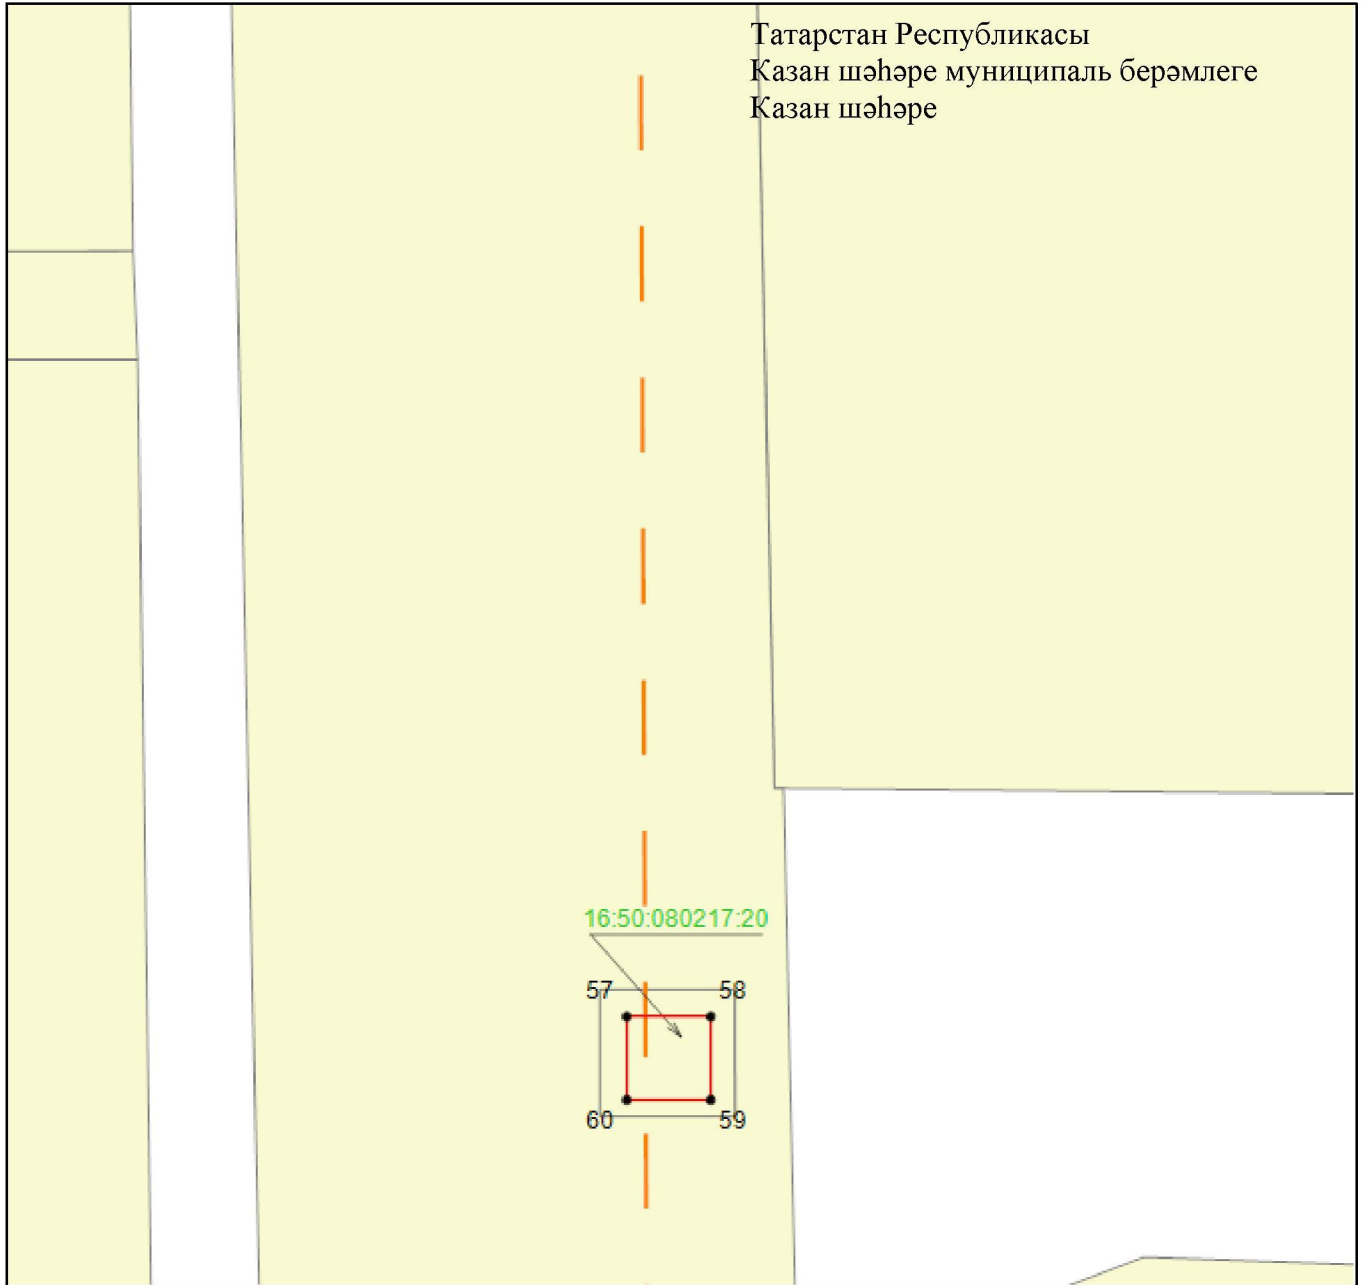 Татарстан Республикасы
Казан шәһәре муниципаль берәмлеге
Казан шәһәре
16:50:080217:20
57 58
60 59